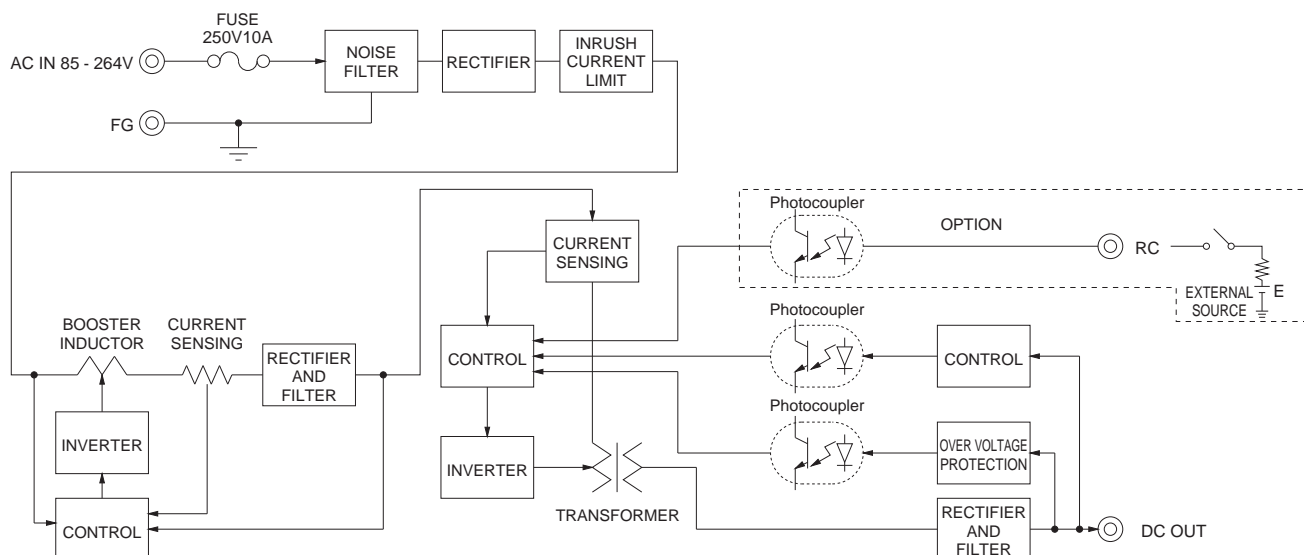 FUSE
250V10A
AC IN 85 - 264V
NOISE
FILTER
RECTIFIER
INRUSH
CURRENT
LIMIT
FG
Photocoupler
OPTION
RC
EXTERNAL
SOURCE
E
CURRENT
SENSING
BOOSTER
INDUCTOR
CURRENT
SENSING
RECTIFIER
AND
FILTER
CONTROL
Photocoupler
CONTROL
INVERTER
INVERTER
TRANSFORMER
Photocoupler
OVER VOLTAGE
PROTECTION
CONTROL
RECTIFIER
AND
FILTER
DC OUT